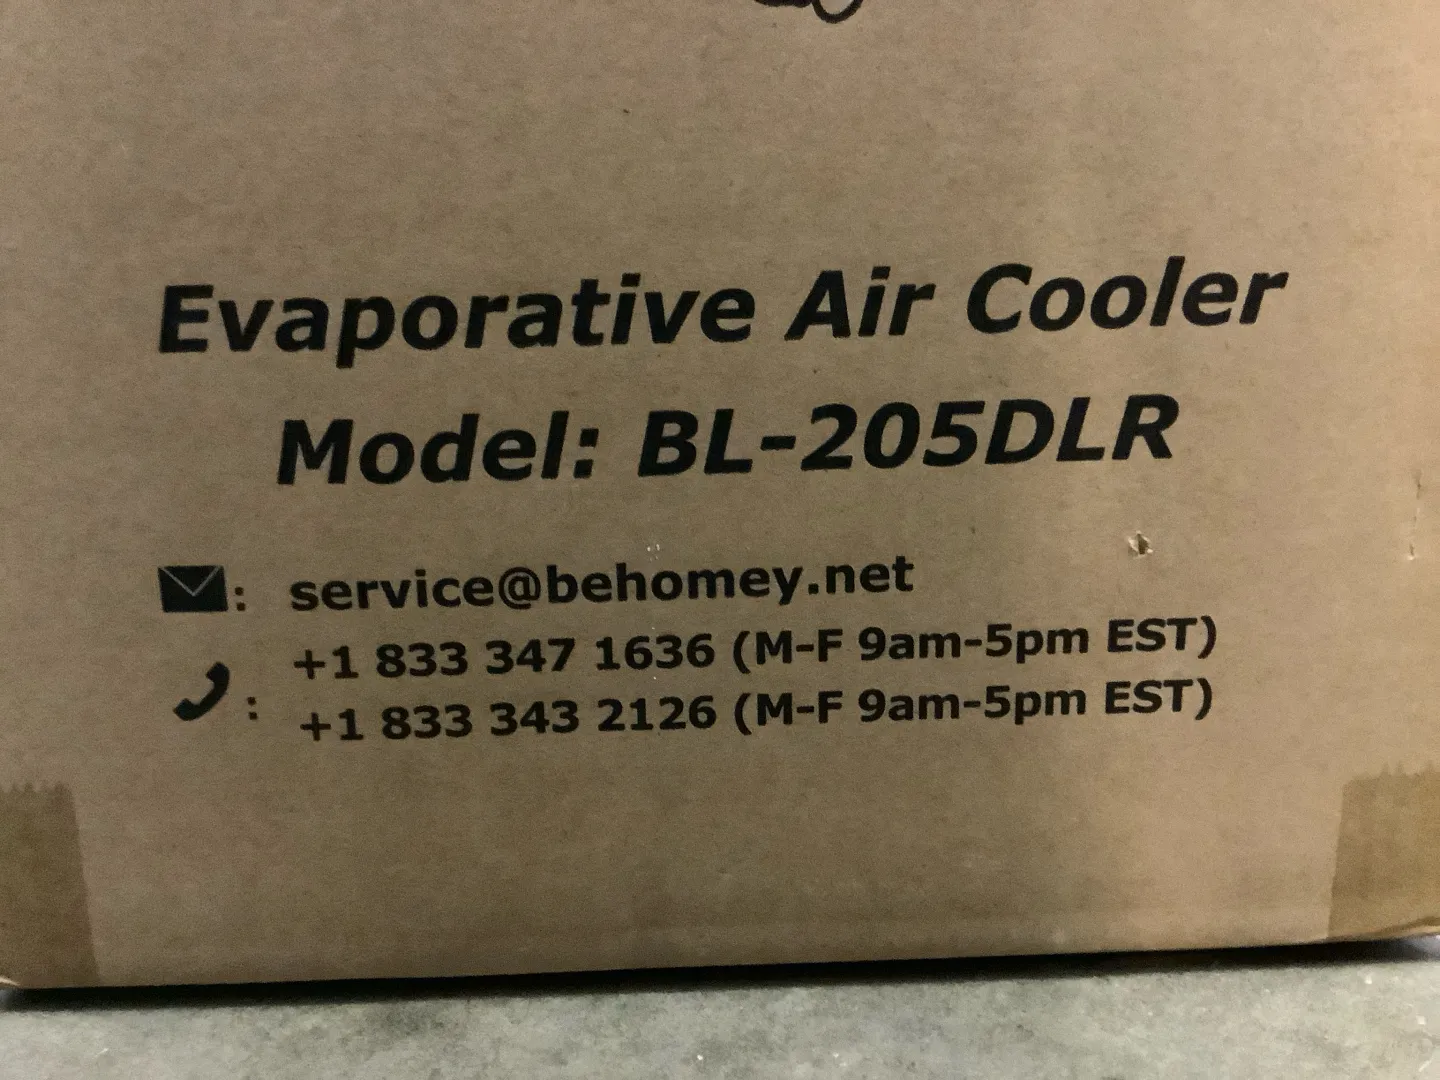 Evaporative Air Cooler
Model: BL-205DLR
: service@behomey.net
+1 833 347 1636 (M-F 9am-5pm EST)
: +1 833 343 2126 (M-F 9am-5pm EST)